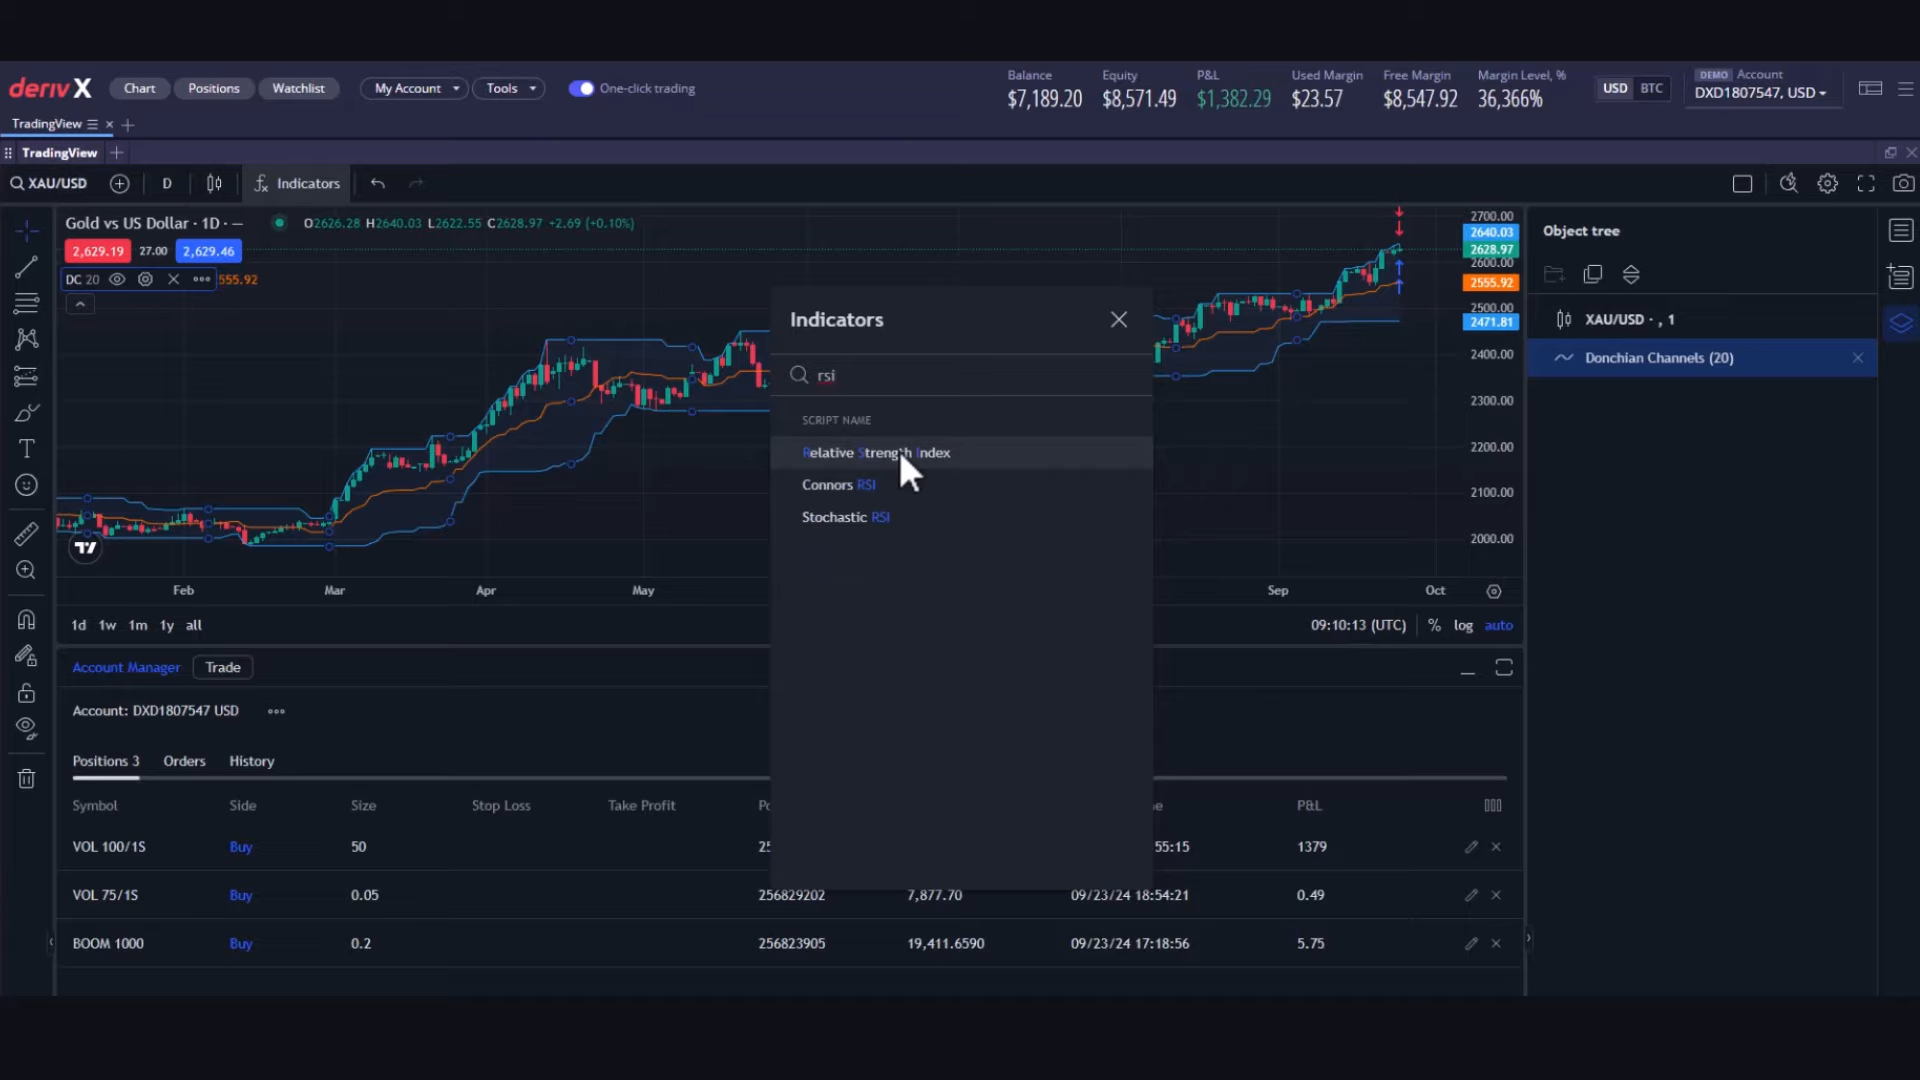 deriv X Chart Positions Watchlist My Account Tools One-click trading
Balance Equity P&L Used Margin Free Margin Margin Level, % USD BTC DEMO Account
$7,189.20 $8,571.49 $1,382.29 $23.57 $8,547.92 36,366% DXD1807547, USD
TradingView
TradingView
XAU/USD D Indicators
Gold vs US Dollar · 1D · — O2626.28 H2640.03 L2622.55 C2628.97 +2.69 (+0.10%)
2,629.19 27.00 2,629.46
DC 20 555.92
2700.00
2640.03
2628.97
2600.00
2555.92
2500.00
2471.81
2400.00
2300.00
2200.00
2100.00
2000.00
Object tree
XAU/USD · , 1
Donchian Channels (20)
Indicators
rsi
SCRIPT NAME
Relative Strength Index
Connors RSI
Stochastic RSI
Feb Mar Apr May Sep Oct
1d 1w 1m 1y all 09:10:13 (UTC) % log auto
Account Manager Trade
Account: DXD1807547 USD
Positions 3 Orders History
Symbol Side Size Stop Loss Take Profit P&L
VOL 100/1S Buy 50 55:15 1379
VOL 75/1S Buy 0.05 256829202 7,877.70 09/23/24 18:54:21 0.49
BOOM 1000 Buy 0.2 256823905 19,411.6590 09/23/24 17:18:56 5.75